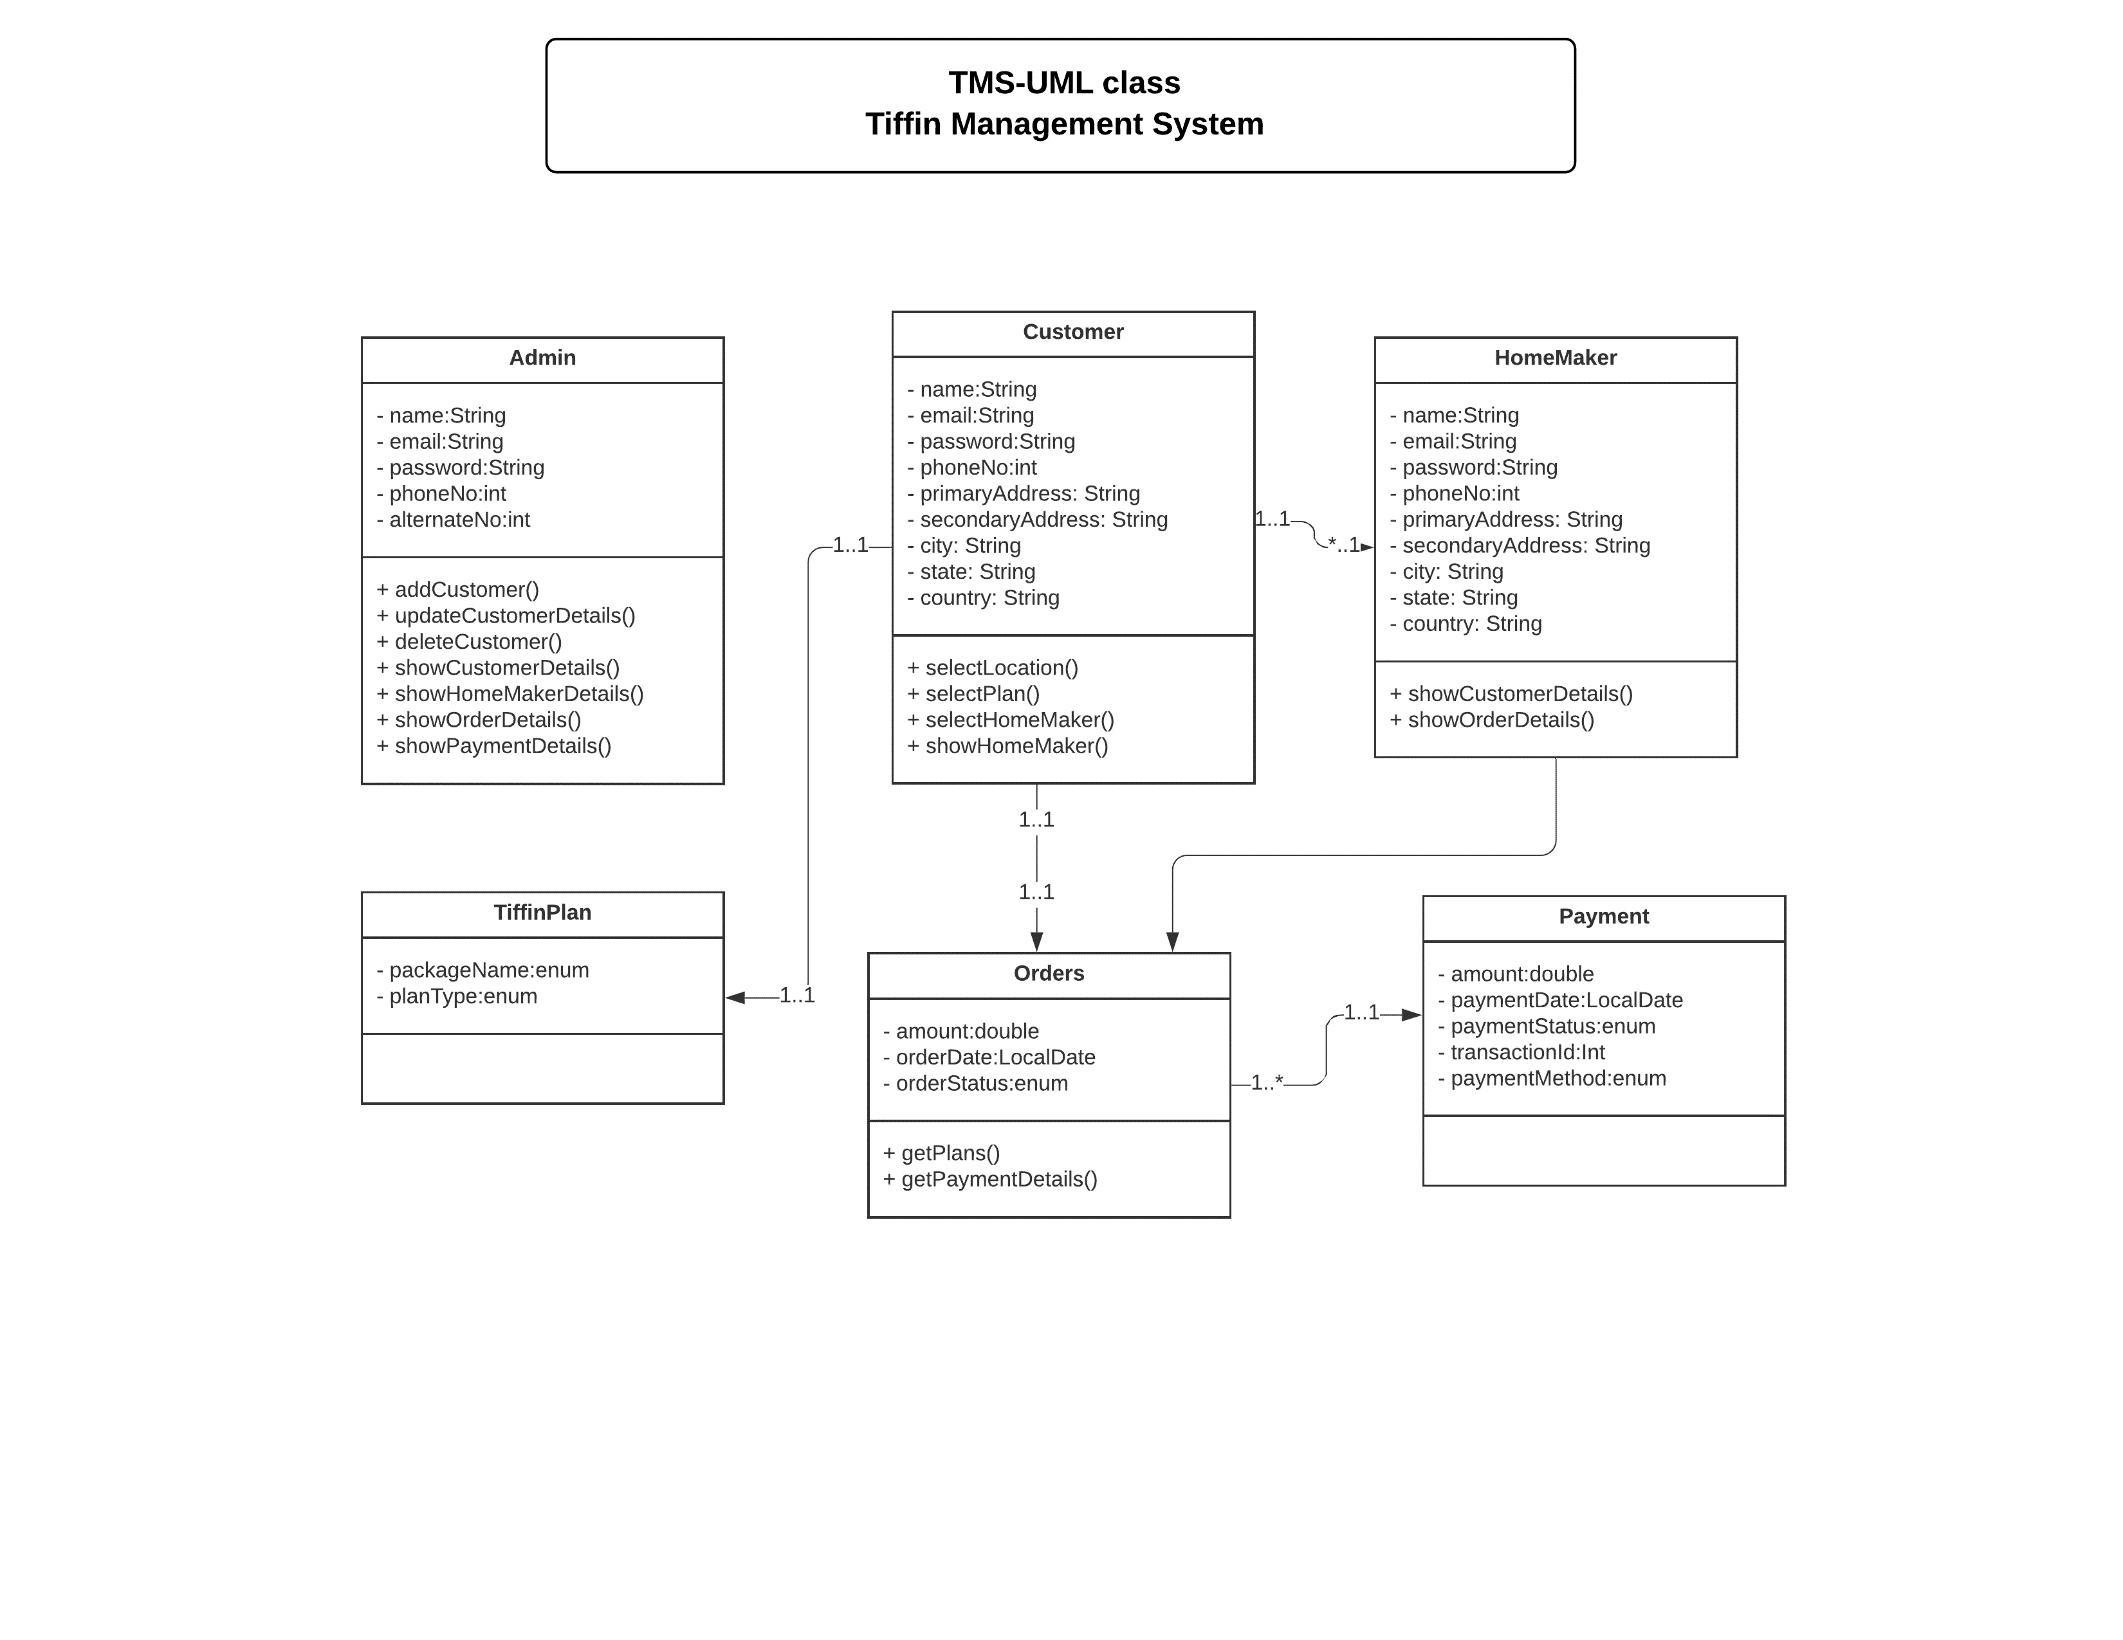 TMS-UML class
Tiffin Management System
Admin
- name:String
- email:String
- password:String
- phoneNo:int
- alternateNo:int
+ addCustomer()
+ updateCustomerDetails()
+ deleteCustomer()
+ showCustomerDetails()
+ showHomeMakerDetails()
+ showOrderDetails()
+ showPaymentDetails()
Customer
- name:String
- email:String
- password:String
- phoneNo:int
- primaryAddress: String
- secondaryAddress: String
- city: String
- state: String
- country: String
+ selectLocation()
+ selectPlan()
+ selectHomeMaker()
+ showHomeMaker()
HomeMaker
- name:String
- email:String
- password:String
- phoneNo:int
- primaryAddress: String
- secondaryAddress: String
- city: String
- state: String
- country: String
+ showCustomerDetails()
+ showOrderDetails()
1..1
*..1
1..1
1..1
1..1
1..1
TiffinPlan
- packageName:enum
- planType:enum
Orders
- amount:double
- orderDate:LocalDate
- orderStatus:enum
+ getPlans()
+ getPaymentDetails()
1..*
1..1
Payment
- amount:double
- paymentDate:LocalDate
- paymentStatus:enum
- transactionId:Int
- paymentMethod:enum